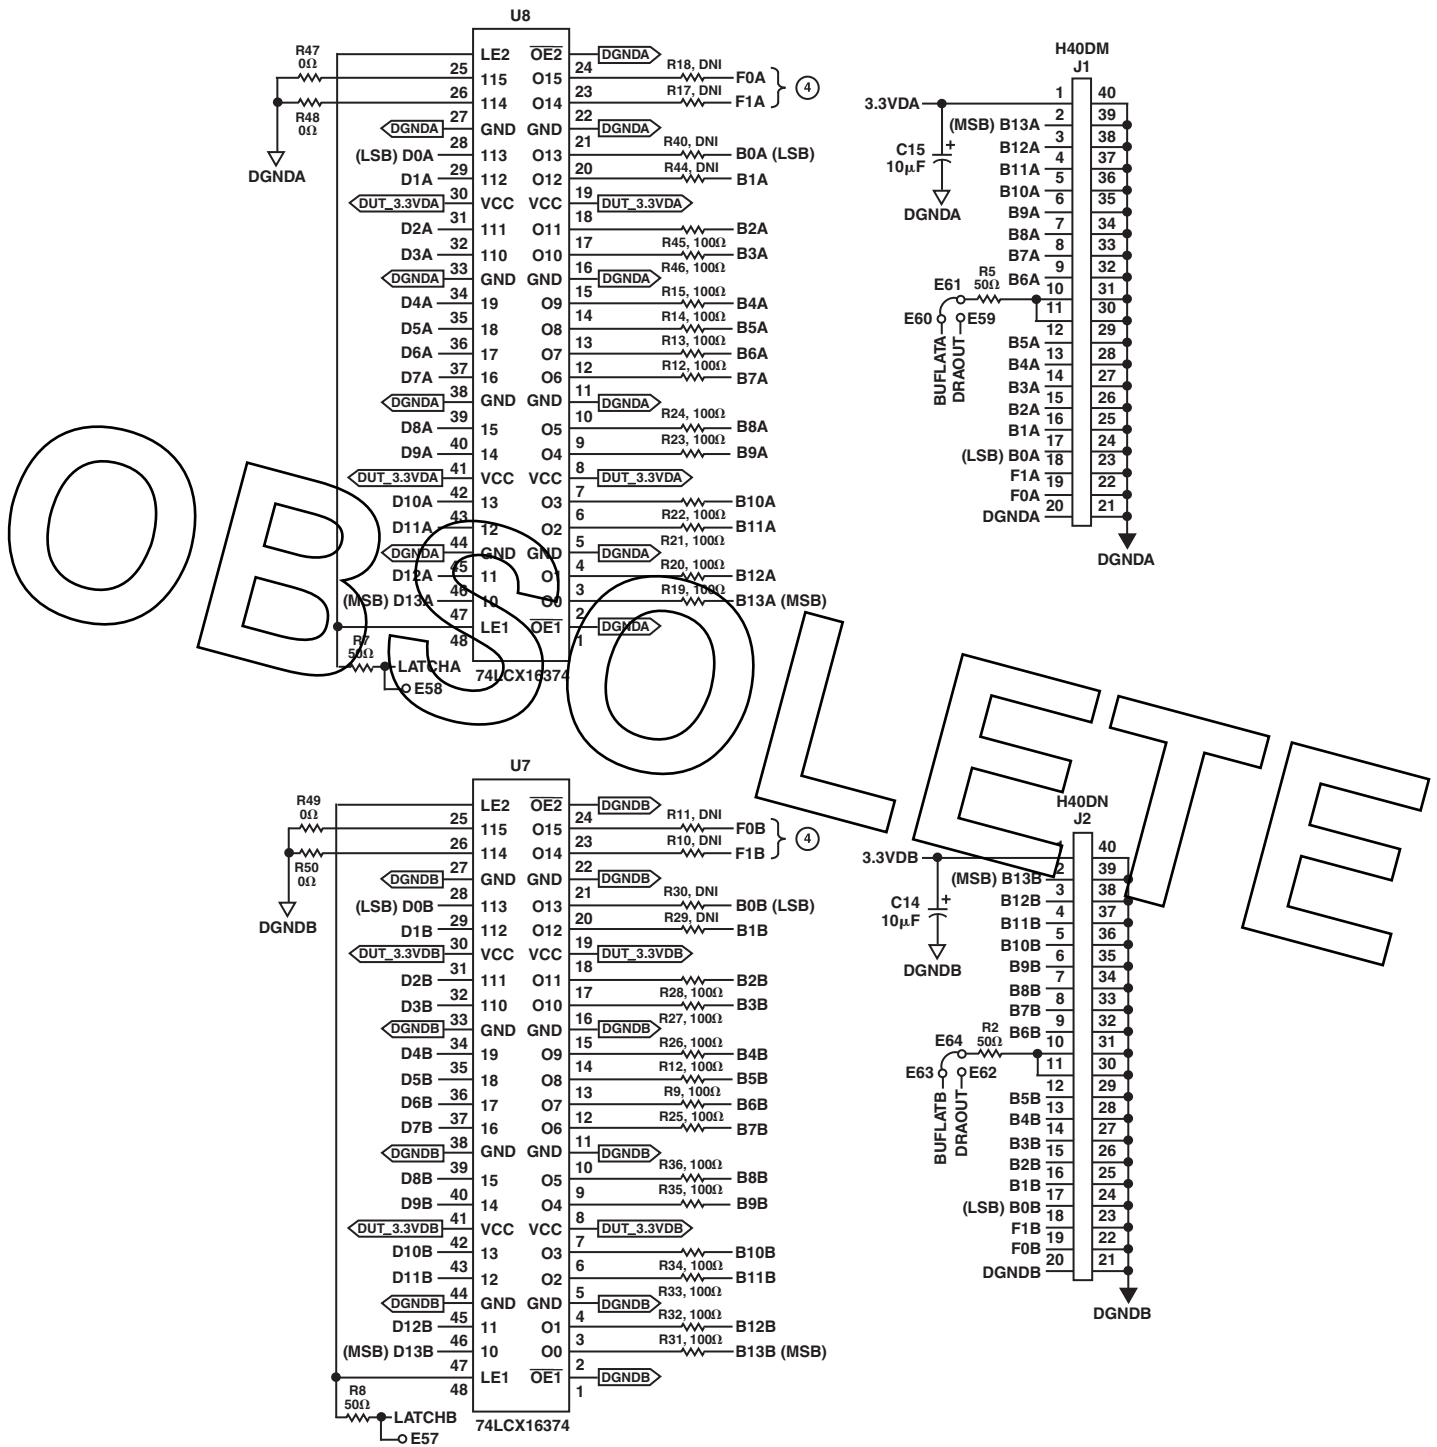 U8
LE2 OE2 DGNDA
R47
0Ω
25 115 O15 24 R18, DNI F0A
26 114 O14 23 R17, DNI F1A
4
R48
0Ω
DGNDA
DGNDA 27 GND GND 22 DGNDA
(LSB) D0A 28 113 O13 21 R40, DNI B0A (LSB)
D1A 29 112 O12 20 R44, DNI B1A
DUT_3.3VDA 30 VCC VCC 19 DUT_3.3VDA
D2A 31 111 O11 18 B2A
R45, 100Ω
D3A 32 110 O10 17 B3A
R46, 100Ω
DGNDA 33 GND GND 16 DGNDA
D4A 34 19 O9 15 R15, 100Ω B4A
D5A 35 18 O8 14 R14, 100Ω B5A
D6A 36 17 O7 13 R13, 100Ω B6A
D7A 37 16 O6 12 R12, 100Ω B7A
DGNDA 38 GND GND 11 DGNDA
D8A 39 15 O5 10 R24, 100Ω B8A
D9A 40 14 O4 9 R23, 100Ω B9A
DUT_3.3VDA 41 VCC VCC 8 DUT_3.3VDA
D10A 42 13 O3 7 B10A
R22, 100Ω
D11A 43 12 O2 6 B11A
R21, 100Ω
DGNDA 44 GND GND 5 DGNDA
D12A 45 11 O1 4 R20, 100Ω B12A
(MSB) D13A 46 10 O0 3 R19, 100Ω B13A (MSB)
47 LE1 OE1 2 DGNDA
48 1
R7
50Ω
LATCHA
E58
74LCX16374
H40DM
J1
3.3VDA 1 40
(MSB) B13A 2 39
B12A 3 38
B11A 4 37
B10A 5 36
B9A 6 35
B8A 7 34
B7A 8 33
B6A 9 32
10 31
11 30
12 29
B5A
B4A 13 28
B3A 14 27
B2A 15 26
B1A 16 25
(LSB) B0A 17 24
F1A 18 23
F0A 19 22
DGNDA 20 21
DGNDA
C15
10µF
+
DGNDA
E61
R5
50Ω
E60 E59
BUFLATA
DRAOUT
OBSOLETE
U7
LE2 OE2 DGNDB
R49
0Ω
25 115 O15 24 R11, DNI F0B
26 114 O14 23 R10, DNI F1B
4
R50
0Ω
DGNDB
DGNDB 27 GND GND 22 DGNDB
(LSB) D0B 28 113 O13 21 R30, DNI B0B (LSB)
D1B 29 112 O12 20 R29, DNI B1B
DUT_3.3VDB 30 VCC VCC 19 DUT_3.3VDB
D2B 31 111 O11 18 B2B
R28, 100Ω
D3B 32 110 O10 17 B3B
R27, 100Ω
DGNDB 33 GND GND 16 DGNDB
D4B 34 19 O9 15 R26, 100Ω B4B
D5B 35 18 O8 14 R12, 100Ω B5B
D6B 36 17 O7 13 R9, 100Ω B6B
D7B 37 16 O6 12 R25, 100Ω B7B
DGNDB 38 GND GND 11 DGNDB
D8B 39 15 O5 10 R36, 100Ω B8B
D9B 40 14 O4 9 R35, 100Ω B9B
DUT_3.3VDB 41 VCC VCC 8 DUT_3.3VDB
D10B 42 13 O3 7 B10B
R34, 100Ω
D11B 43 12 O2 6 B11B
R33, 100Ω
DGNDB 44 GND GND 5 DGNDB
D12B 45 11 O1 4 R32, 100Ω B12B
(MSB) D13B 46 10 O0 3 R31, 100Ω B13B (MSB)
47 LE1 OE1 2 DGNDB
48 1
R8
50Ω
LATCHB
E57
74LCX16374
H40DN
J2
3.3VDB 1 40
(MSB) B13B 2 39
B12B 3 38
B11B 4 37
B10B 5 36
B9B 6 35
B8B 7 34
B7B 8 33
B6B 9 32
10 31
11 30
12 29
B5B
B4B 13 28
B3B 14 27
B2B 15 26
B1B 16 25
(LSB) B0B 17 24
F1B 18 23
F0B 19 22
DGNDB 20 21
DGNDB
C14
10µF
+
DGNDB
E64
R2
50Ω
E63 E62
BUFLATB
DRAOUT